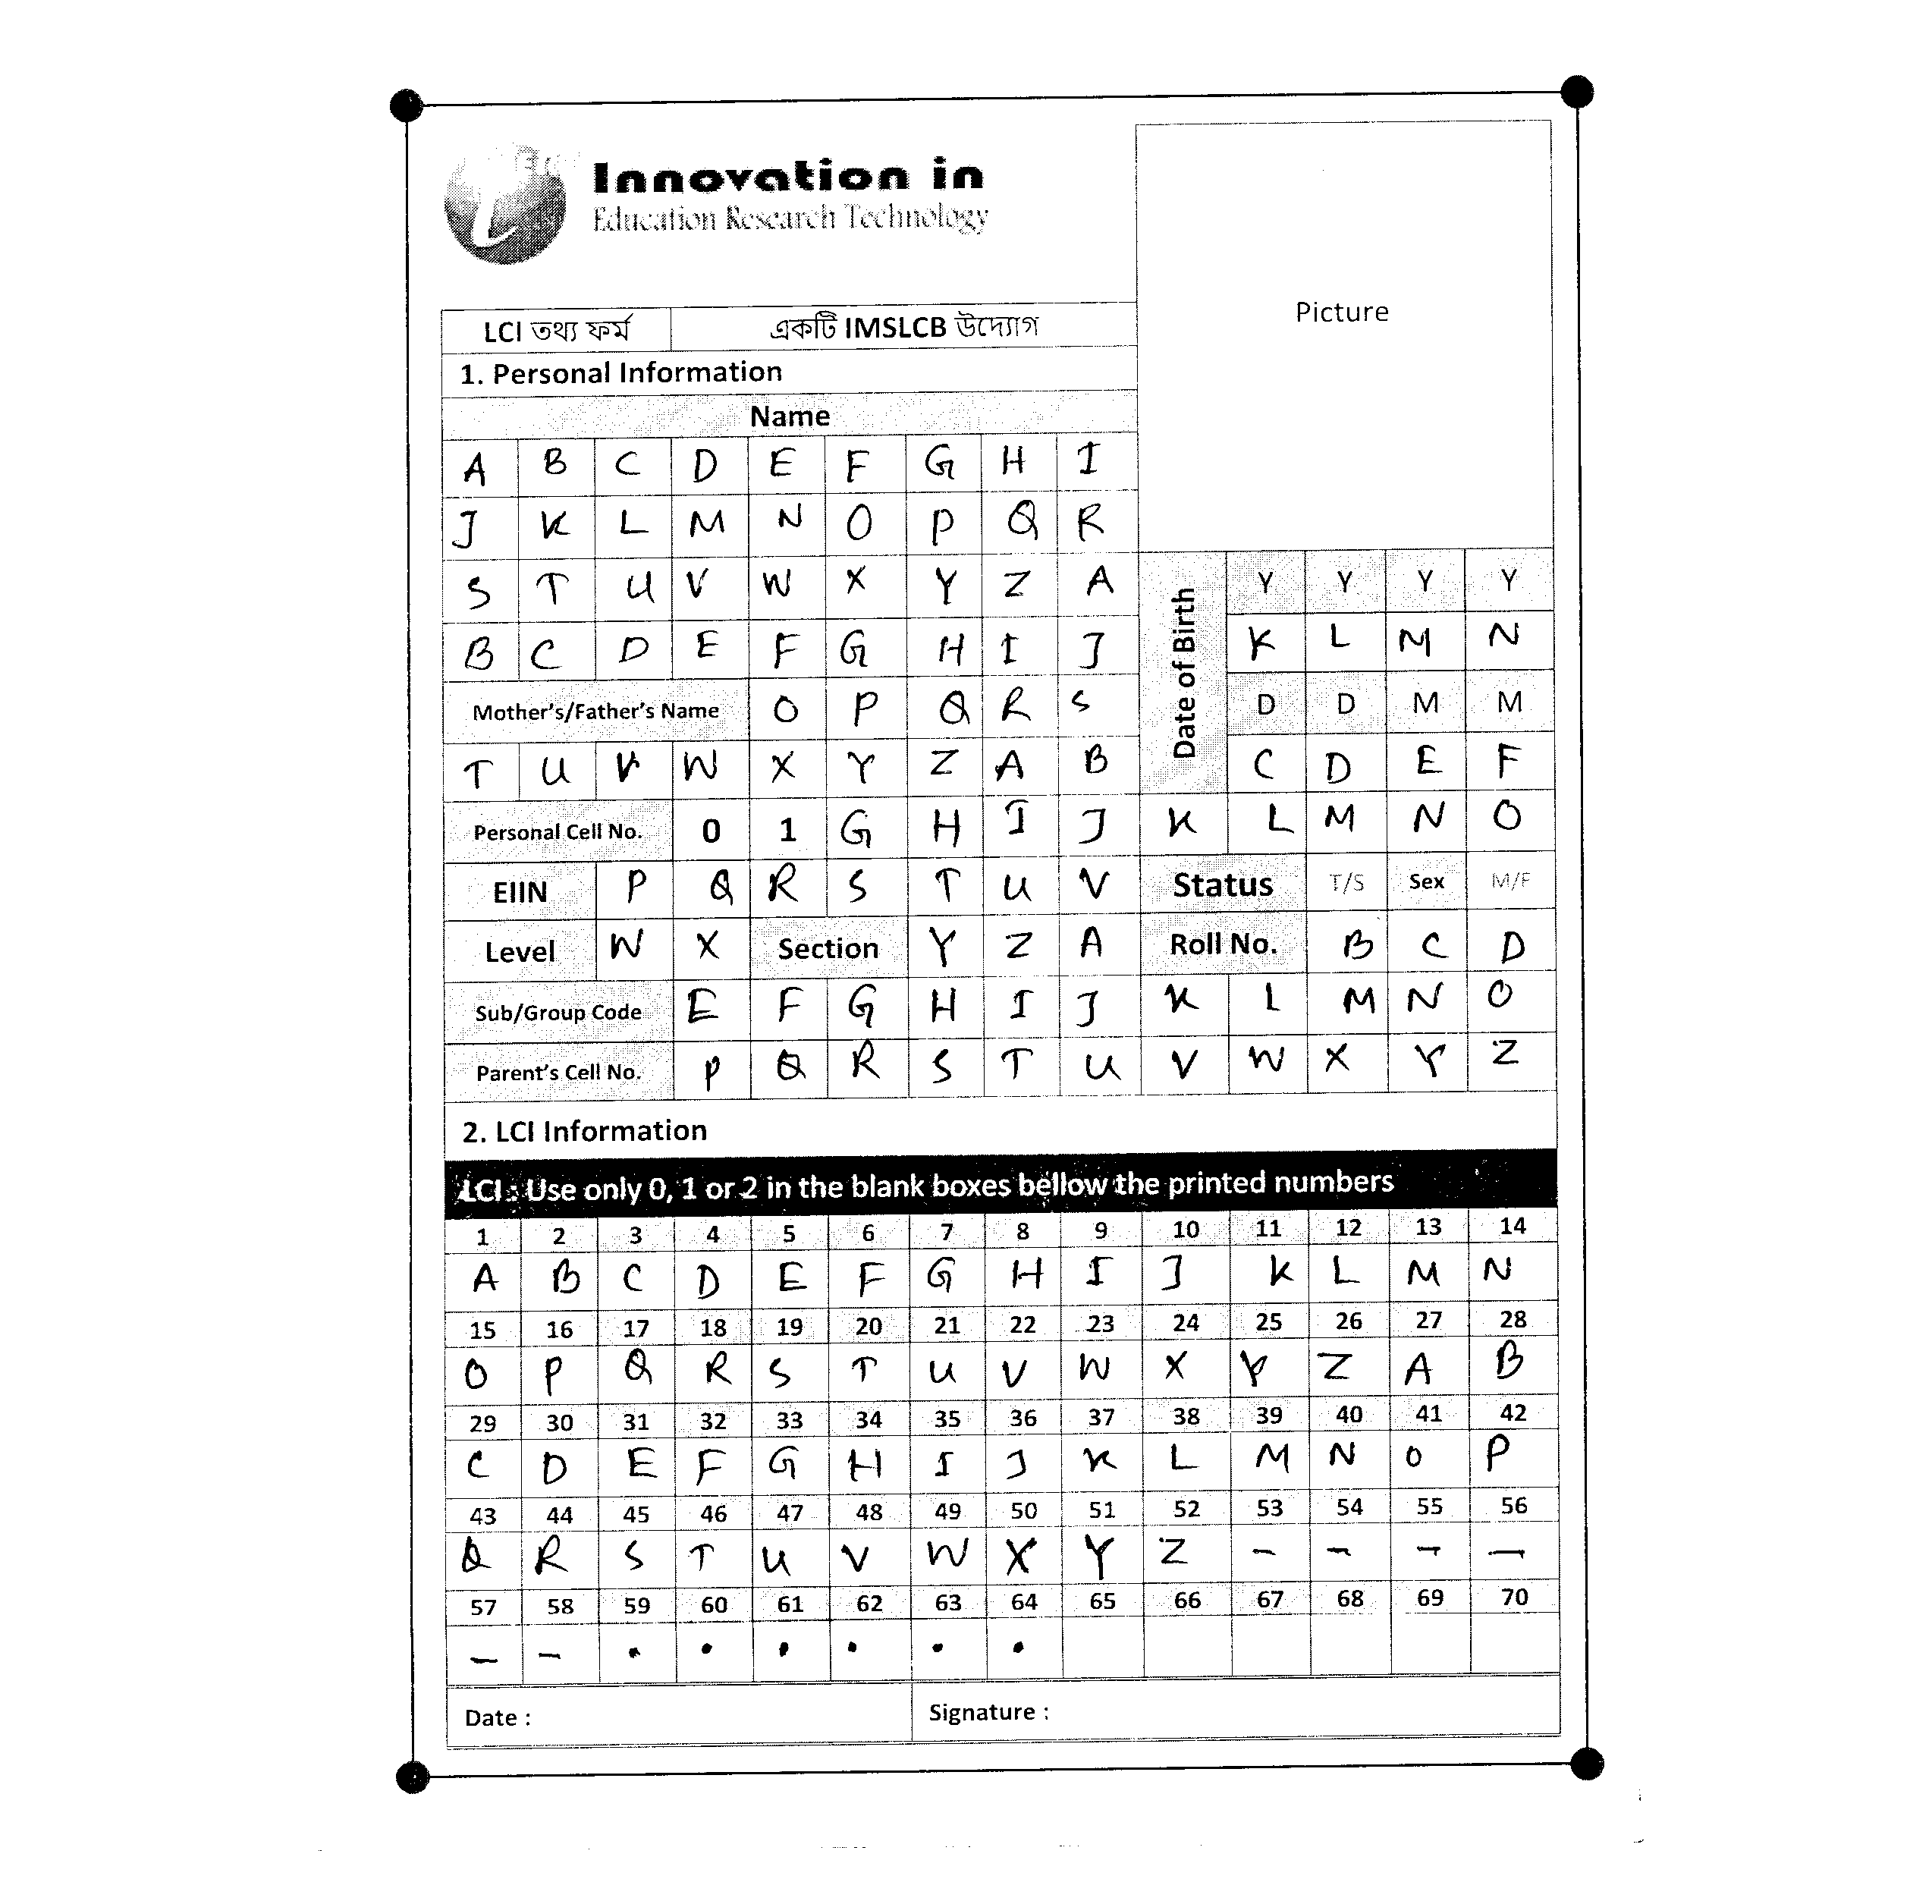 Innovation in
Education Research Technology
Picture
LCI তথ্য ফর্ম একটি IMSLCB উদ্যোগ
1. Personal Information
Name
A B C D E F G H I
J K L M N O P Q R
S T U V W X Y Z A
Date of Birth Y Y Y Y
B C D E F G H I J K L M N
Mother's/Father's Name O P Q R S D D M M
T U V W X Y Z A B C D E F
Personal Cell No. 0 1 G H I J K L M N O
EIIN P Q R S T U V Status T/S Sex M/F
Level W X Section Y Z A Roll No. B C D
Sub/Group Code E F G H I J K L M N O
Parent's Cell No. P Q R S T U V W X Y Z
2. LCI Information
LCI : Use only 0, 1 or 2 in the blank boxes bellow the printed numbers
1 2 3 4 5 6 7 8 9 10 11 12 13 14
A B C D E F G H I J K L M N
15 16 17 18 19 20 21 22 23 24 25 26 27 28
O P Q R S T U V W X Y Z A B
29 30 31 32 33 34 35 36 37 38 39 40 41 42
C D E F G H I J K L M N O P
43 44 45 46 47 48 49 50 51 52 53 54 55 56
Q R S T U V W X Y Z - - - -
57 58 59 60 61 62 63 64 65 66 67 68 69 70
- - . . . . . .
Date : Signature :